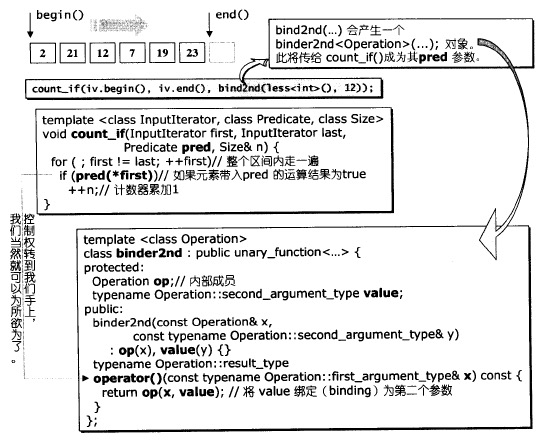 begin()
end()
2 21 12 7 19 23
bind2nd(…) 会产生一个
binder2nd<Operation>(...); 对象。
此将传给 count_if()成为其pred 参数。
count_if(iv.begin(), iv.end(), bind2nd(less<int>(), 12));
template <class InputIterator, class Predicate, class Size>
void count_if(InputIterator first, InputIterator last,
Predicate pred, Size& n) {
for ( ; first != last; ++first)// 整个区间内走一遍
if (pred(*first))// 如果元素带入pred 的运算结果为true
++n;// 计数器累加1
}
控制权转到我们手上，
我们当然就可以为所欲为了。
template <class Operation>
class binder2nd : public unary_function<…> {
protected:
Operation op;// 内部成员
typename Operation::second_argument_type value;
public:
binder2nd(const Operation& x,
const typename Operation::second_argument_type& y)
: op(x), value(y) {}
typename Operation::result_type
operator()(const typename Operation::first_argument_type& x) const {
return op(x, value); // 将 value 绑定（binding）为第二个参数
}
};